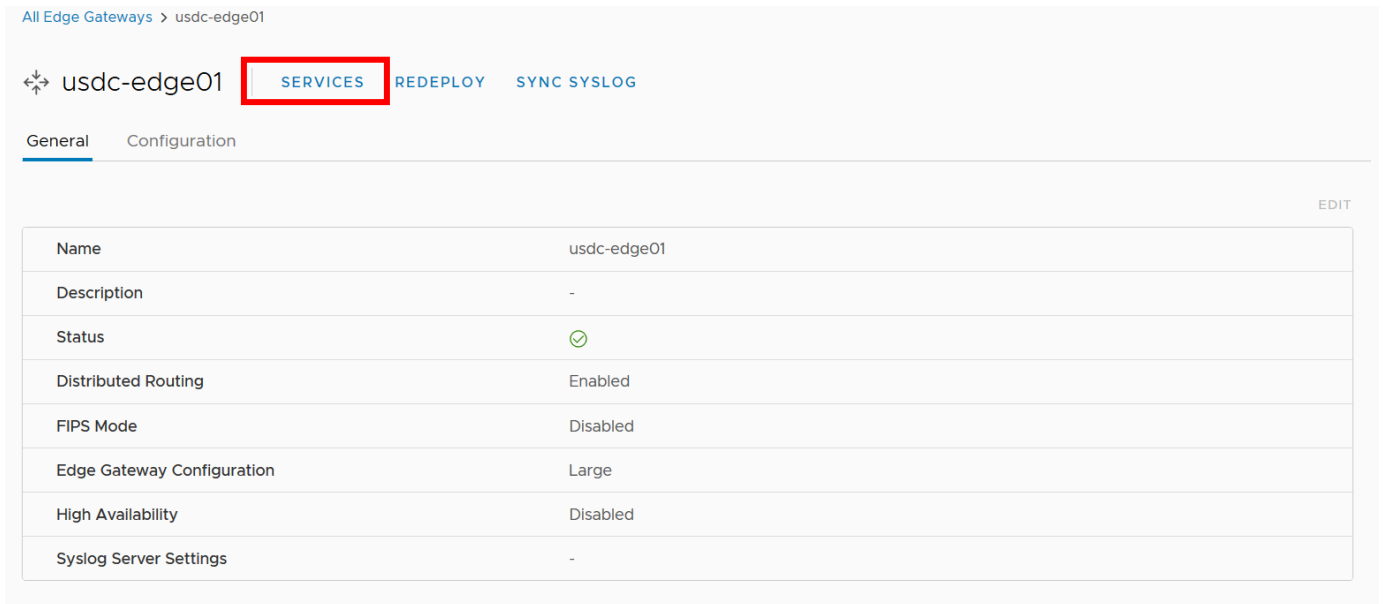 All Edge Gateways > usdc-edge01
usdc-edge01 SERVICES REDEPLOY SYNC SYSLOG
General Configuration
EDIT
Name usdc-edge01
Description -
Status
Distributed Routing Enabled
FIPS Mode Disabled
Edge Gateway Configuration Large
High Availability Disabled
Syslog Server Settings -